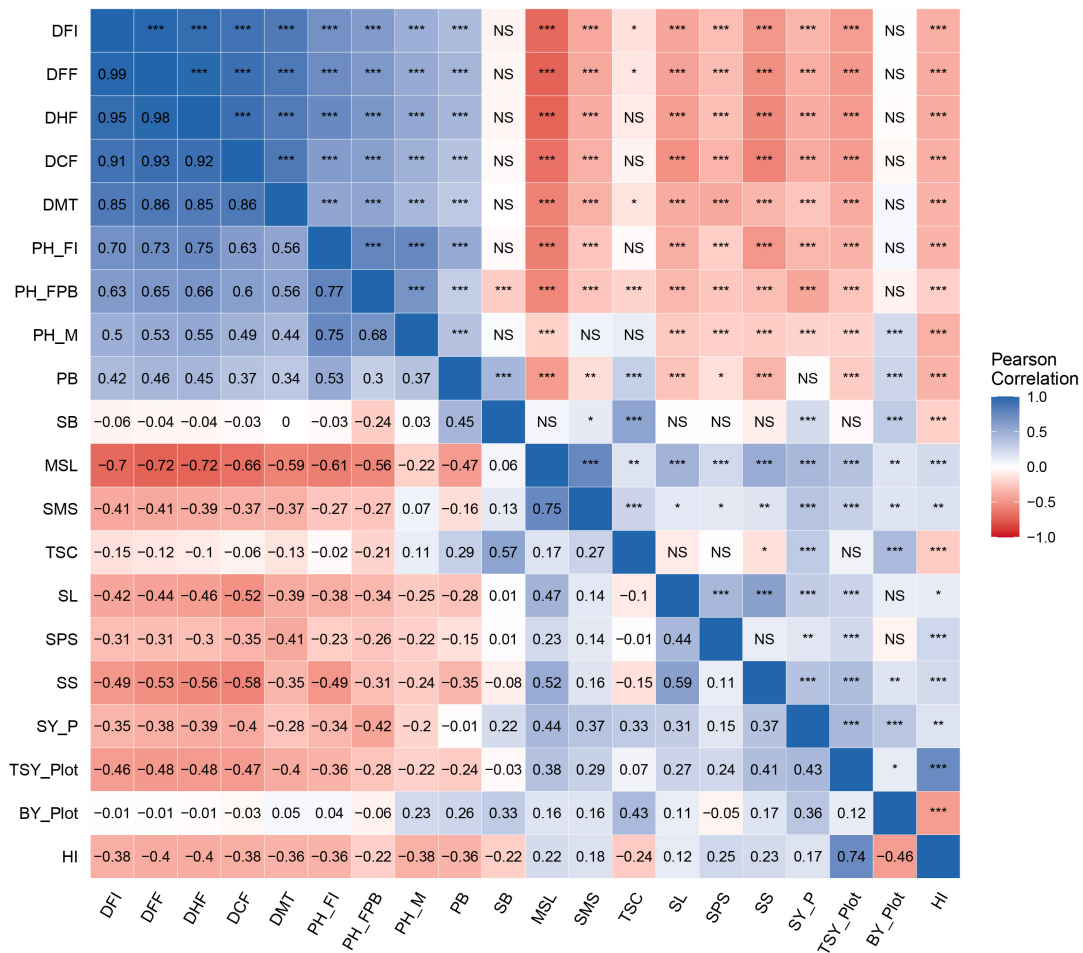 DFI *** *** *** *** *** *** *** *** NS *** *** * *** *** *** *** *** NS ***
DFF 0.99 *** *** *** *** *** *** *** NS *** *** * *** *** *** *** *** NS ***
DHF 0.95 0.98 *** *** *** *** *** *** NS *** *** NS *** *** *** *** *** NS ***
DCF 0.91 0.93 0.92 *** *** *** *** *** NS *** *** NS *** *** *** *** *** NS ***
DMT 0.85 0.86 0.85 0.86 *** *** *** *** NS *** *** * *** *** *** *** *** NS ***
PH_FI 0.70 0.73 0.75 0.63 0.56 *** *** *** NS *** *** NS *** *** *** *** *** NS ***
PH_FPB 0.63 0.65 0.66 0.6 0.56 0.77 *** *** *** *** *** *** *** *** *** *** *** NS ***
PH_M 0.5 0.53 0.55 0.49 0.44 0.75 0.68 *** NS *** NS NS *** *** *** *** *** *** ***
PB 0.42 0.46 0.45 0.37 0.34 0.53 0.3 0.37 *** *** ** *** *** * *** NS *** *** ***
SB −0.06 −0.04 −0.04 −0.03 0 −0.03 −0.24 0.03 0.45 NS * *** NS NS NS *** NS *** ***
MSL −0.7 −0.72 −0.72 −0.66 −0.59 −0.61 −0.56 −0.22 −0.47 0.06 *** ** *** *** *** *** *** ** ***
SMS −0.41 −0.41 −0.39 −0.37 −0.37 −0.27 −0.27 0.07 −0.16 0.13 0.75 *** * * ** *** *** ** **
TSC −0.15 −0.12 −0.1 −0.06 −0.13 −0.02 −0.21 0.11 0.29 0.57 0.17 0.27 NS NS * *** NS *** ***
SL −0.42 −0.44 −0.46 −0.52 −0.39 −0.38 −0.34 −0.25 −0.28 0.01 0.47 0.14 −0.1 *** *** *** *** NS *
SPS −0.31 −0.31 −0.3 −0.35 −0.41 −0.23 −0.26 −0.22 −0.15 0.01 0.23 0.14 −0.01 0.44 NS ** *** NS ***
SS −0.49 −0.53 −0.56 −0.58 −0.35 −0.49 −0.31 −0.24 −0.35 −0.08 0.52 0.16 −0.15 0.59 0.11 *** *** ** ***
SY_P −0.35 −0.38 −0.39 −0.4 −0.28 −0.34 −0.42 −0.2 −0.01 0.22 0.44 0.37 0.33 0.31 0.15 0.37 *** *** **
TSY_Plot −0.46 −0.48 −0.48 −0.47 −0.4 −0.36 −0.28 −0.22 −0.24 −0.03 0.38 0.29 0.07 0.27 0.24 0.41 0.43 * ***
BY_Plot −0.01 −0.01 −0.01 −0.03 0.05 0.04 −0.06 0.23 0.26 0.33 0.16 0.16 0.43 0.11 −0.05 0.17 0.36 0.12 ***
HI −0.38 −0.4 −0.4 −0.38 −0.36 −0.36 −0.22 −0.38 −0.36 −0.22 0.22 0.18 −0.24 0.12 0.25 0.23 0.17 0.74 −0.46
DFI DFF DHF DCF DMT PH_FI PH_FPB PH_M PB SB MSL SMS TSC SL SPS SS SY_P TSY_Plot BY_Plot HI
Pearson
Correlation
1.0
0.5
0.0
−0.5
−1.0